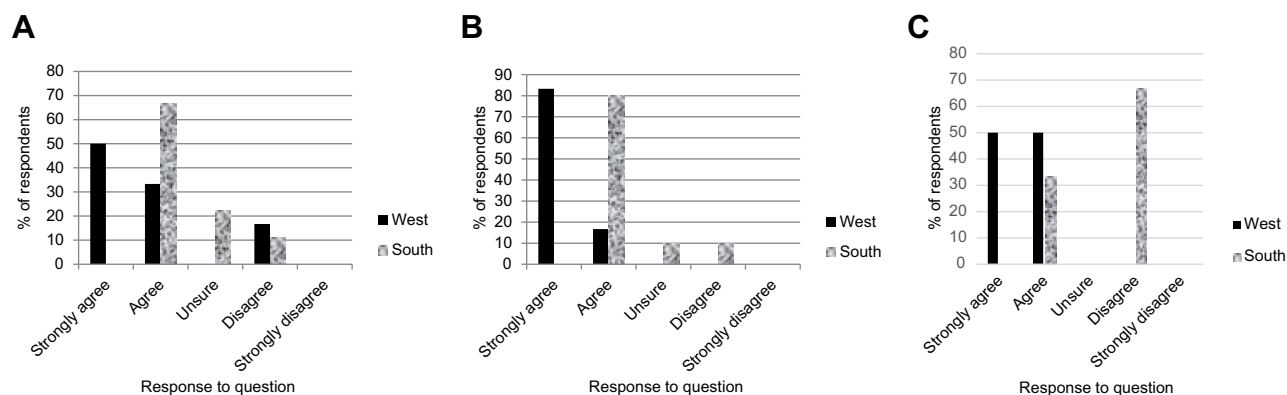 A
% of respondents
80
70
60
50
40
30
20
10
0
Strongly agree
Agree
Unsure
Disagree
Strongly disagree
Response to question
West
South
B
% of respondents
90
80
70
60
50
40
30
20
10
0
Strongly agree
Agree
Unsure
Disagree
Strongly disagree
Response to question
West
South
C
% of respondents
80
70
60
50
40
30
20
10
0
Strongly agree
Agree
Unsure
Disagree
Strongly disagree
Response to question
West
South